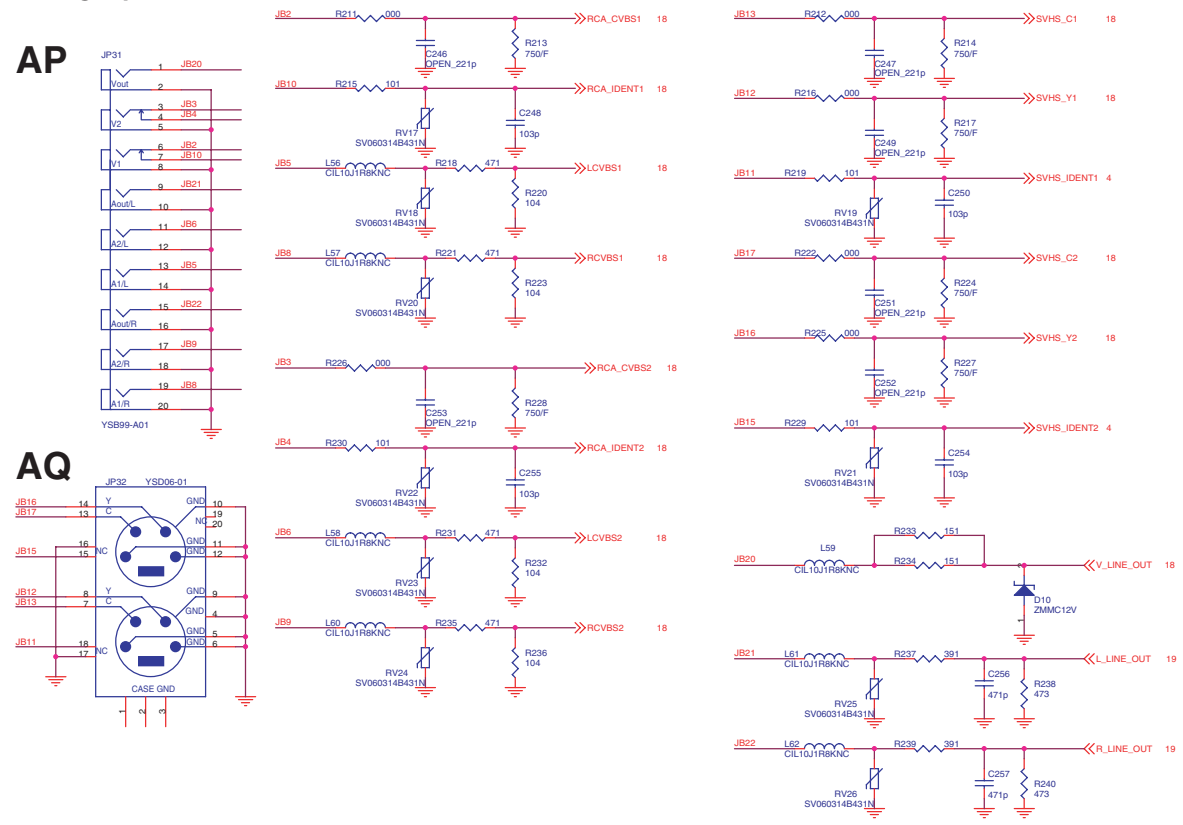 AP
JP31
1 JB20
Vout 2
3 JB3
4 JB4
V2 5
6 JB2
7 JB10
V1 8
9 JB21
Aout/L 10
11 JB6
A2/L 12
13 JB5
A1/L 14
15 JB22
Aout/R 16
17 JB9
A2/R 18
19 JB8
A1/R 20
YSB99-A01
AQ
JP32 YSD06-01
JB16 14 Y GND 10
JB17 13 C 19
NC 20
16 GND 11
JB15 15 NC GND 12
JB12 8 Y 9
JB13 7 C GND
GND 4
GND 5
JB11 18 GND 6
17 NC
CASE GND
1 2 3
JB2 R211 000 RCA_CVBS1 18
C246 R213
OPEN_221p 750/F
JB10 R215 101 RCA_IDENT1 18
RV17 C248
SV060314B431N 103p
JB5 L56 R218 471 LCVBS1 18
CIL10J1R8KNC
RV18 R220
SV060314B431N 104
JB8 L57 R221 471 RCVBS1 18
CIL10J1R8KNC
RV20 R223
SV060314B431N 104
JB3 R226 000 RCA_CVBS2 18
C253 R228
OPEN_221p 750/F
JB4 R230 101 RCA_IDENT2 18
RV22 C255
SV060314B431N 103p
JB6 L58 R231 471 LCVBS2 18
CIL10J1R8KNC
RV23 R232
SV060314B431N 104
JB9 L60 R235 471 RCVBS2 18
CIL10J1R8KNC
RV24 R236
SV060314B431N 104
JB13 R212 000 SVHS_C1 18
C247 R214
OPEN_221p 750/F
JB12 R216 000 SVHS_Y1 18
C249 R217
OPEN_221p 750/F
JB11 R219 101 SVHS_IDENT1 4
RV19 C250
SV060314B431N 103p
JB17 R222 000 SVHS_C2 18
C251 R224
OPEN_221p 750/F
JB16 R225 000 SVHS_Y2 18
C252 R227
OPEN_221p 750/F
JB15 R229 101 SVHS_IDENT2 4
RV21 C254
SV060314B431N 103p
R233 151
JB20 L59 R234 151 V_LINE_OUT 18
CIL10J1R8KNC
2
D10
ZMMC12V
1
JB21 L61 R237 391 L_LINE_OUT 19
CIL10J1R8KNC
RV25 C256 R238
SV060314B431N 471p 473
JB22 L62 R239 391 R_LINE_OUT 19
CIL10J1R8KNC
RV26 C257 R240
SV060314B431N 471p 473